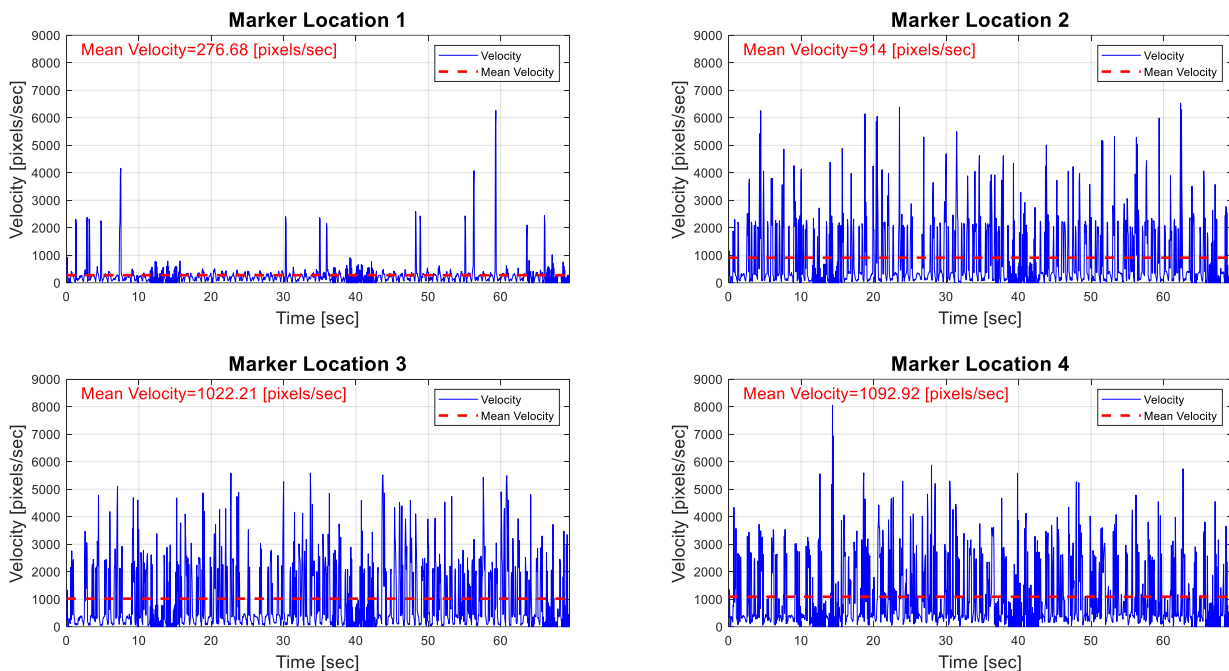 Marker Location 1
Mean Velocity=276.68 [pixels/sec]
Velocity
Mean Velocity
9000
8000
7000
6000
5000
4000
3000
2000
1000
0
Velocity [pixels/sec]
0 10 20 30 40 50 60
Time [sec]
Marker Location 2
Mean Velocity=914 [pixels/sec]
Velocity
Mean Velocity
9000
8000
7000
6000
5000
4000
3000
2000
1000
0
Velocity [pixels/sec]
0 10 20 30 40 50 60
Time [sec]
Marker Location 3
Mean Velocity=1022.21 [pixels/sec]
Velocity
Mean Velocity
9000
8000
7000
6000
5000
4000
3000
2000
1000
0
Velocity [pixels/sec]
0 10 20 30 40 50 60
Time [sec]
Marker Location 4
Mean Velocity=1092.92 [pixels/sec]
Velocity
Mean Velocity
9000
8000
7000
6000
5000
4000
3000
2000
1000
0
Velocity [pixels/sec]
0 10 20 30 40 50 60
Time [sec]